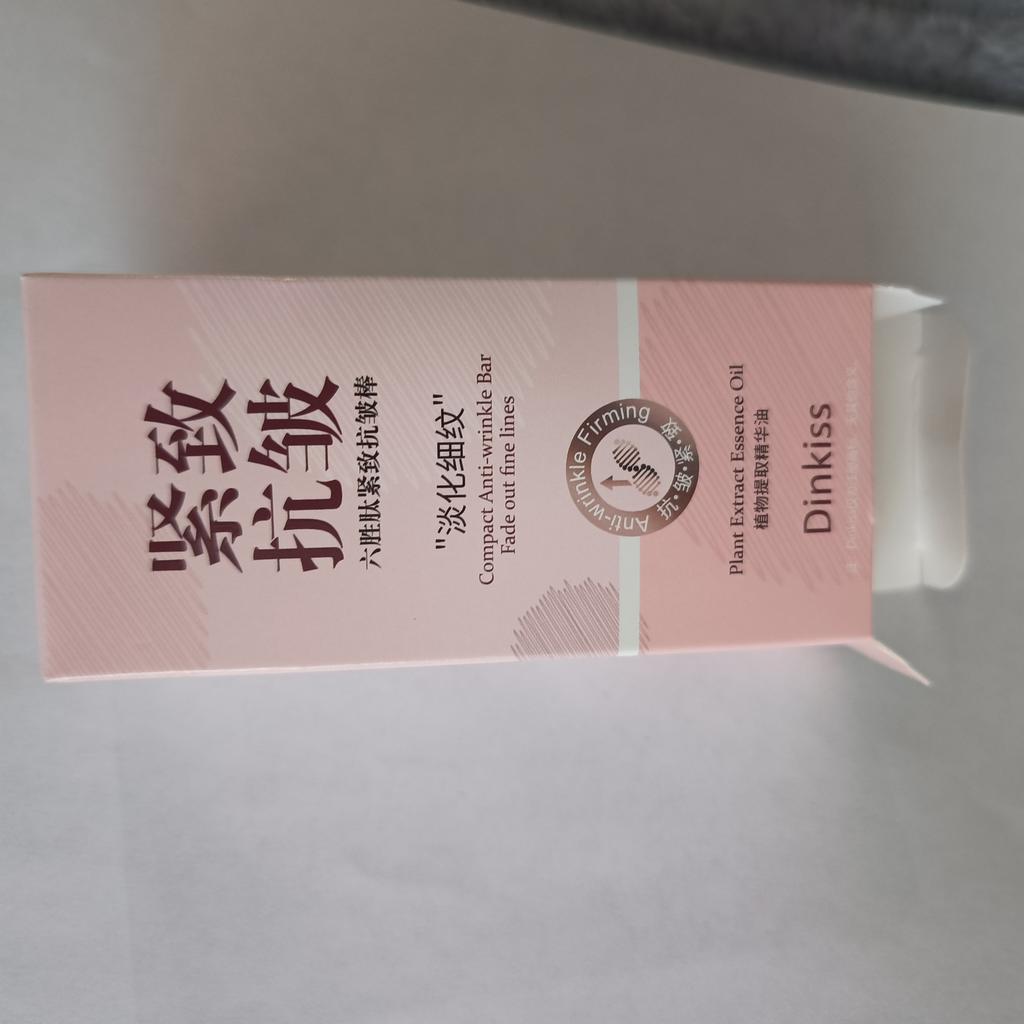 紧致
抗皱
六胜肽紧致抗皱棒
"淡化细纹"
Compact Anti-wrinkle Bar
Fade out fine lines
Anti-wrinkle Firming
抗·皱·紧·致
Plant Extract Essence Oil
植物提取精华油
Dinkiss